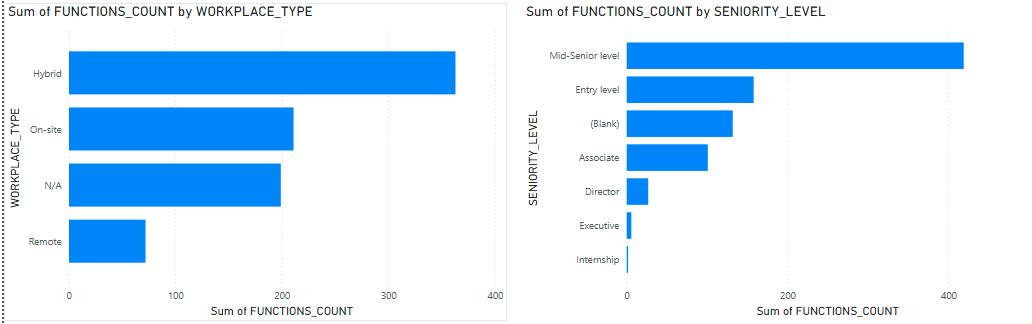 Sum of FUNCTIONS_COUNT by WORKPLACE_TYPE
WORKPLACE_TYPE
Hybrid
On-site
N/A
Remote
0 100 200 300 400
Sum of FUNCTIONS_COUNT
Sum of FUNCTIONS_COUNT by SENIORITY_LEVEL
SENIORITY_LEVEL
Mid-Senior level
Entry level
(Blank)
Associate
Director
Executive
Internship
0 200 400
Sum of FUNCTIONS_COUNT